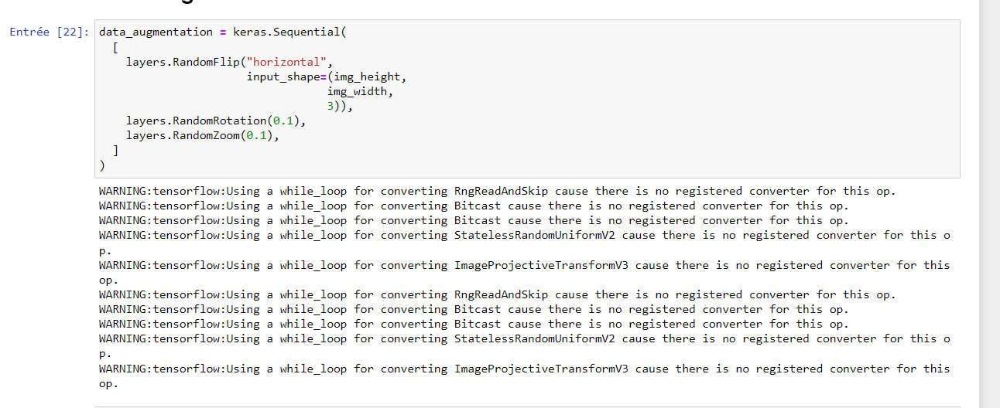 Entrée [22]: data_augmentation = keras.Sequential(
[
layers.RandomFlip("horizontal",
input_shape=(img_height,
img_width,
3)),
layers.RandomRotation(0.1),
layers.RandomZoom(0.1),
]
)
WARNING:tensorflow:Using a while_loop for converting RngReadAndSkip cause there is no registered converter for this op.
WARNING:tensorflow:Using a while_loop for converting Bitcast cause there is no registered converter for this op.
WARNING:tensorflow:Using a while_loop for converting Bitcast cause there is no registered converter for this op.
WARNING:tensorflow:Using a while_loop for converting StatelessRandomUniformV2 cause there is no registered converter for this o
p.
WARNING:tensorflow:Using a while_loop for converting ImageProjectiveTransformV3 cause there is no registered converter for this
op.
WARNING:tensorflow:Using a while_loop for converting RngReadAndSkip cause there is no registered converter for this op.
WARNING:tensorflow:Using a while_loop for converting Bitcast cause there is no registered converter for this op.
WARNING:tensorflow:Using a while_loop for converting Bitcast cause there is no registered converter for this op.
WARNING:tensorflow:Using a while_loop for converting StatelessRandomUniformV2 cause there is no registered converter for this o
p.
WARNING:tensorflow:Using a while_loop for converting ImageProjectiveTransformV3 cause there is no registered converter for this
op.